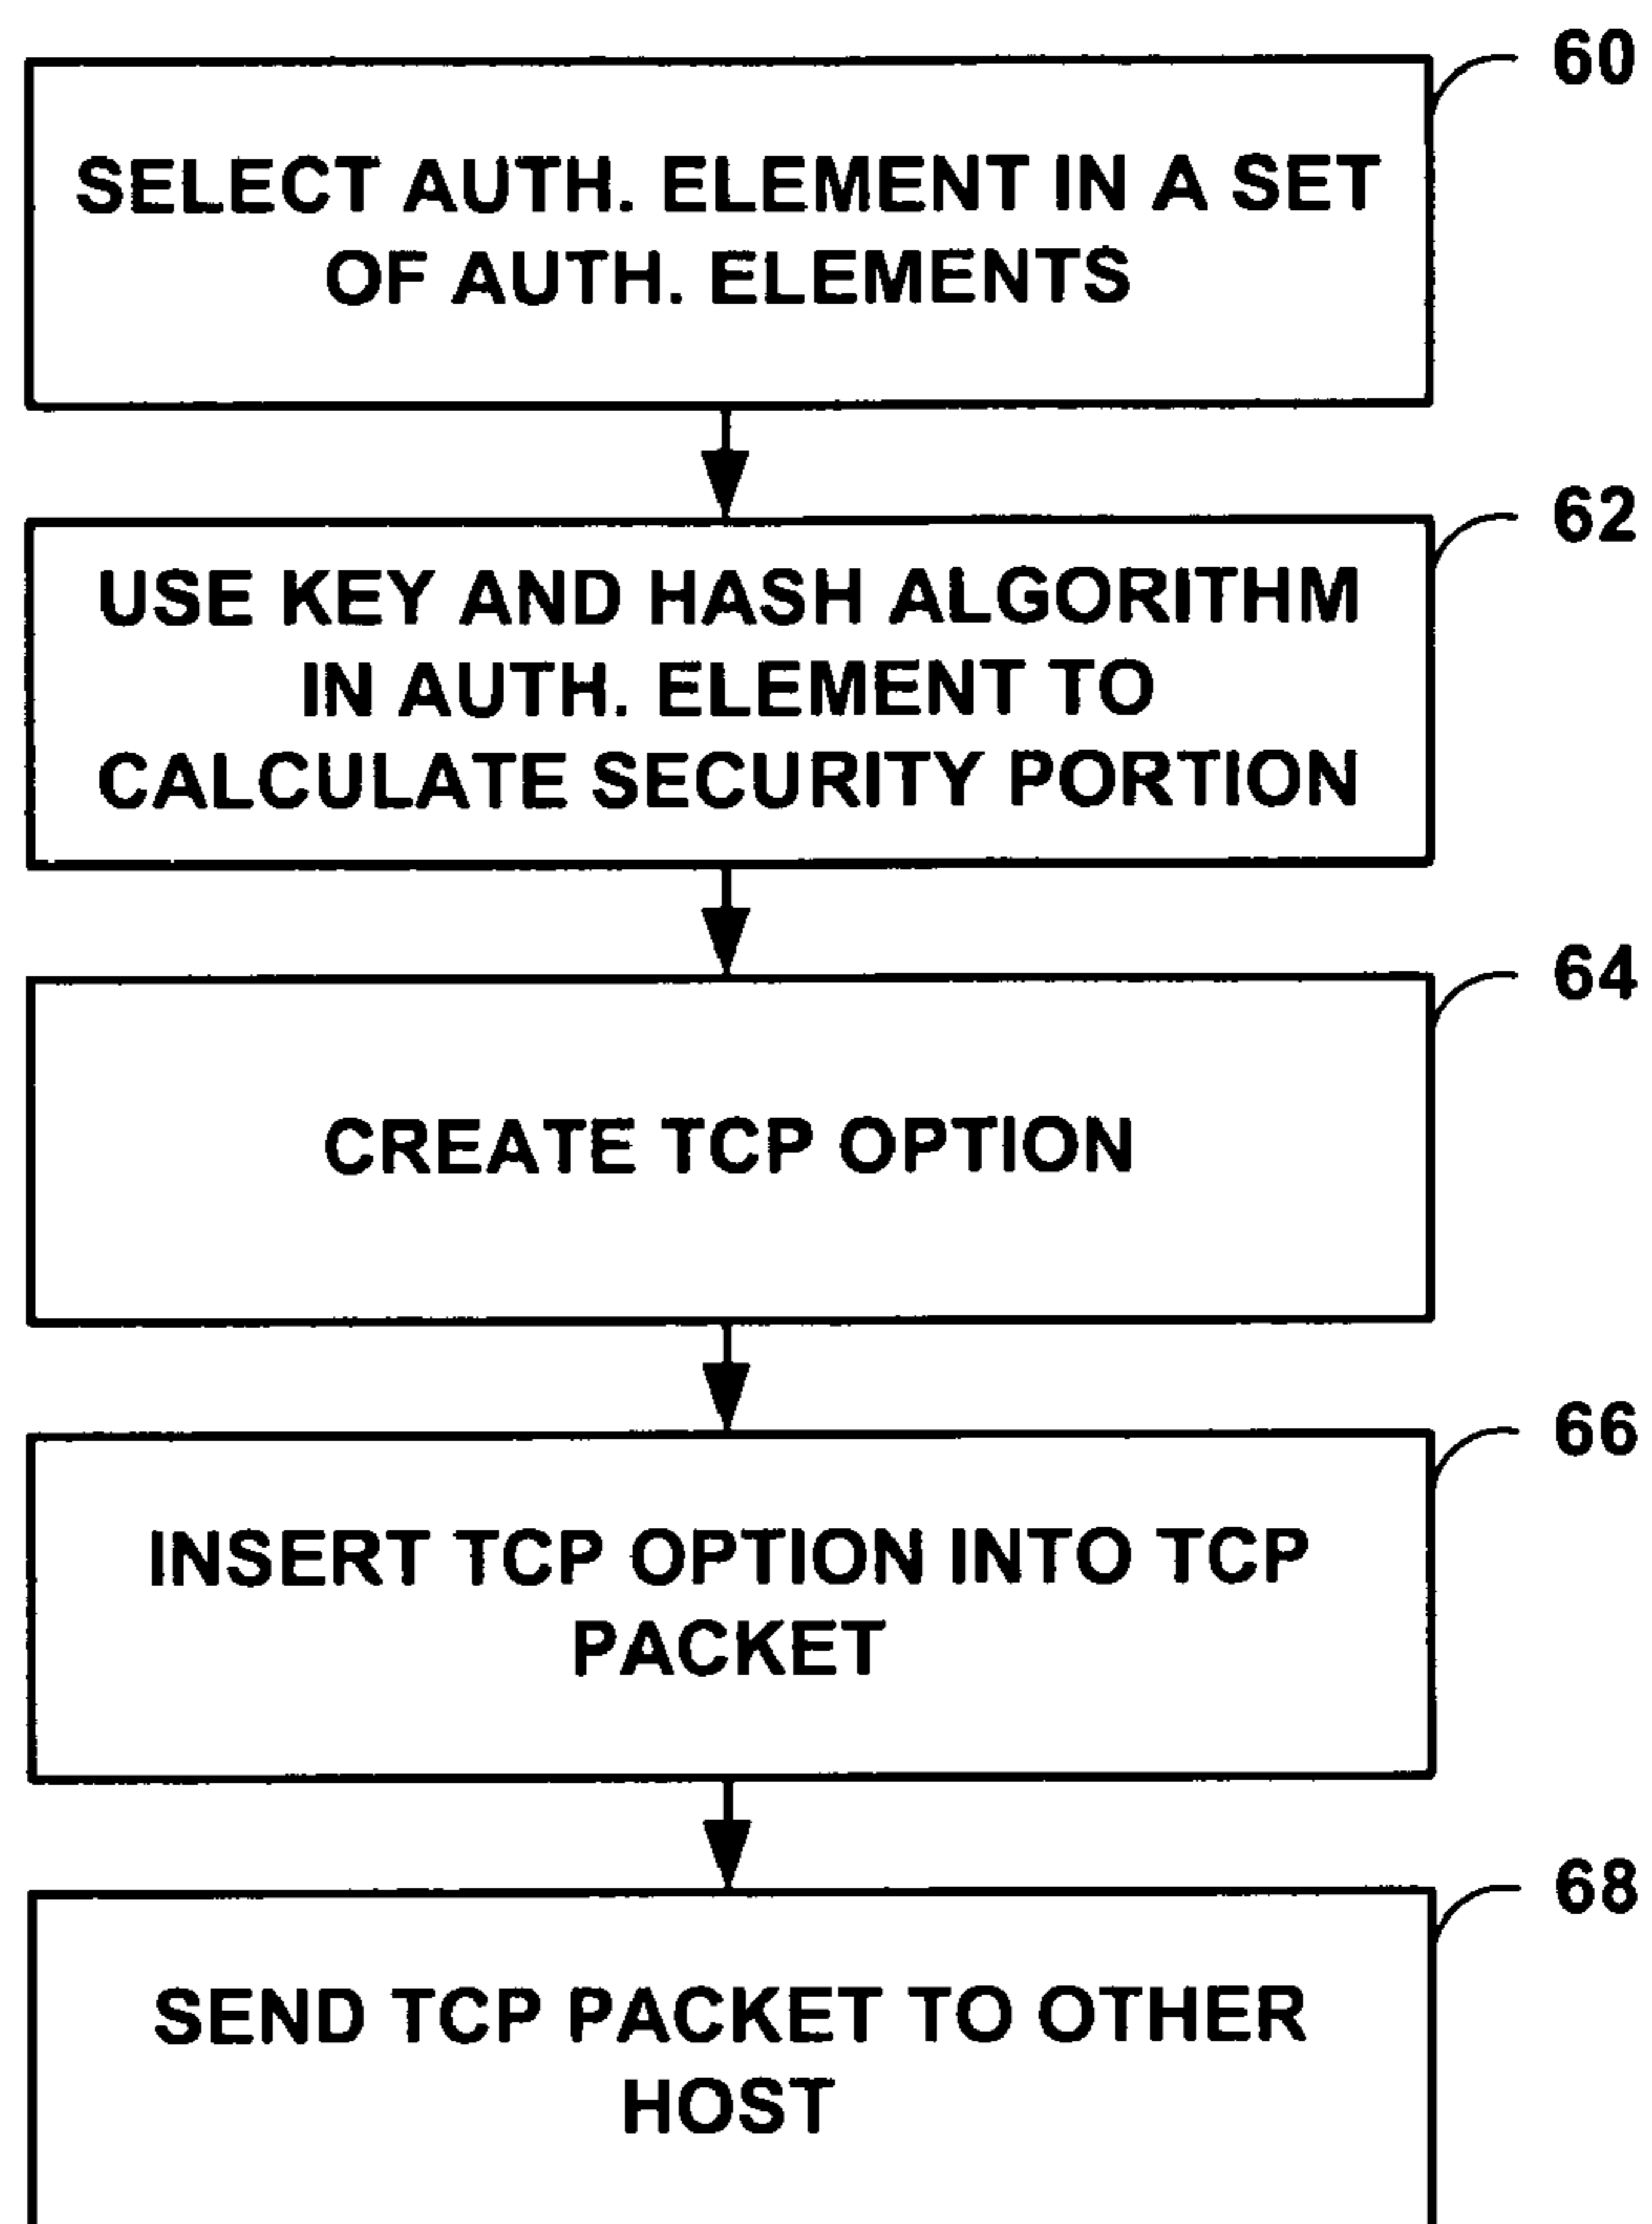 60
SELECT AUTH. ELEMENT IN A SET
OF AUTH. ELEMENTS
62
USE KEY AND HASH ALGORITHM
IN AUTH. ELEMENT TO
CALCULATE SECURITY PORTION
64
CREATE TCP OPTION
66
INSERT TCP OPTION INTO TCP
PACKET
68
SEND TCP PACKET TO OTHER
HOST